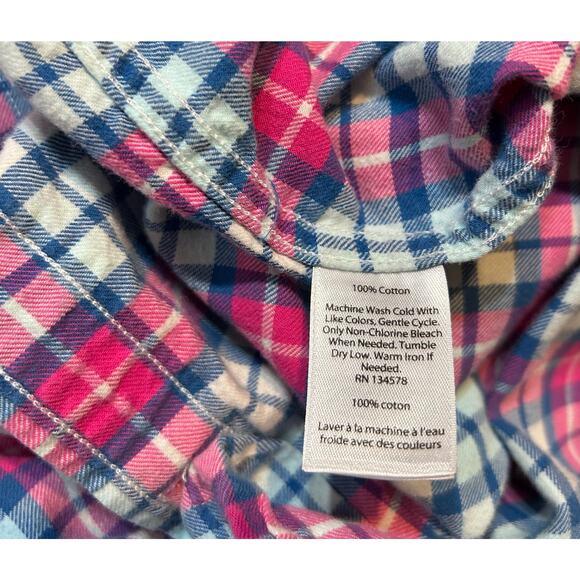 100% Cotton
Machine Wash Cold With
Like Colors, Gentle Cycle.
Only Non-Chlorine Bleach
When Needed. Tumble
Dry Low. Warm Iron If
Needed.
RN 134578
100% coton
Laver à la machine à l'eau
froide avec des couleurs